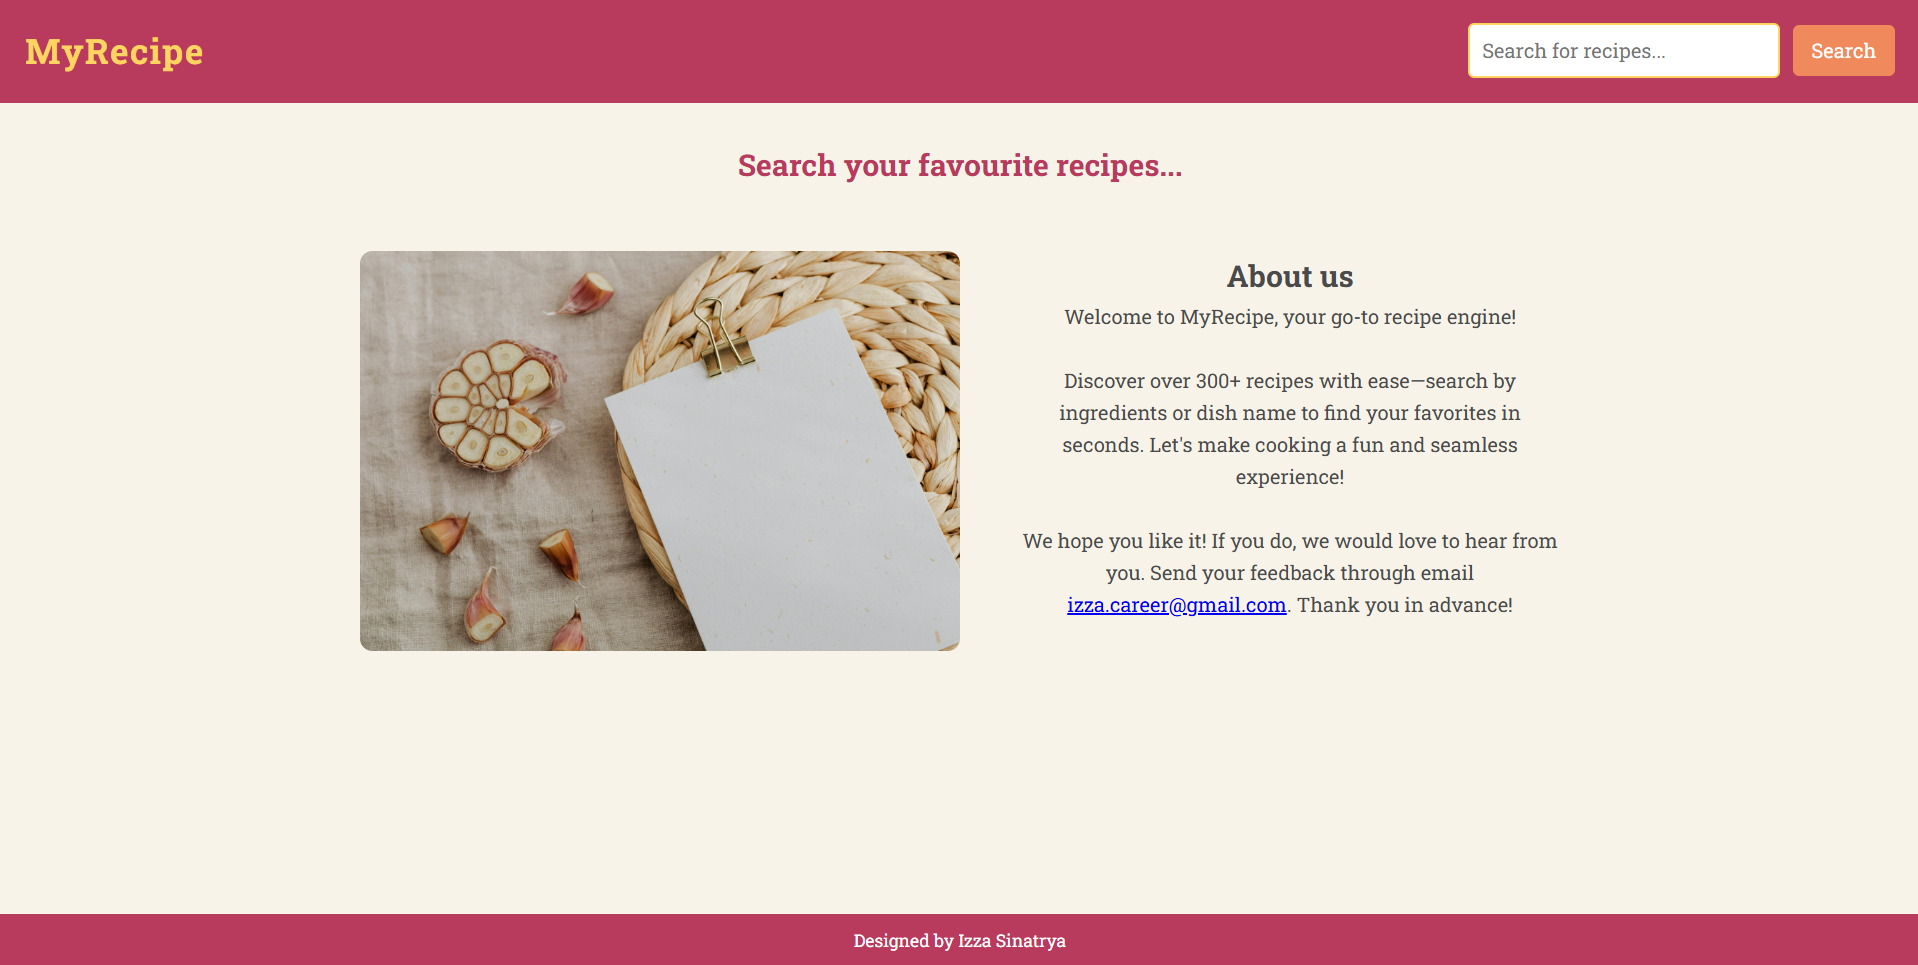 MyRecipe
Search for recipes...
Search
Search your favourite recipes...
About us
Welcome to MyRecipe, your go-to recipe engine!
Discover over 300+ recipes with ease—search by
ingredients or dish name to find your favorites in
seconds. Let's make cooking a fun and seamless
experience!
We hope you like it! If you do, we would love to hear from
you. Send your feedback through email
izza.career@gmail.com. Thank you in advance!
Designed by Izza Sinatrya